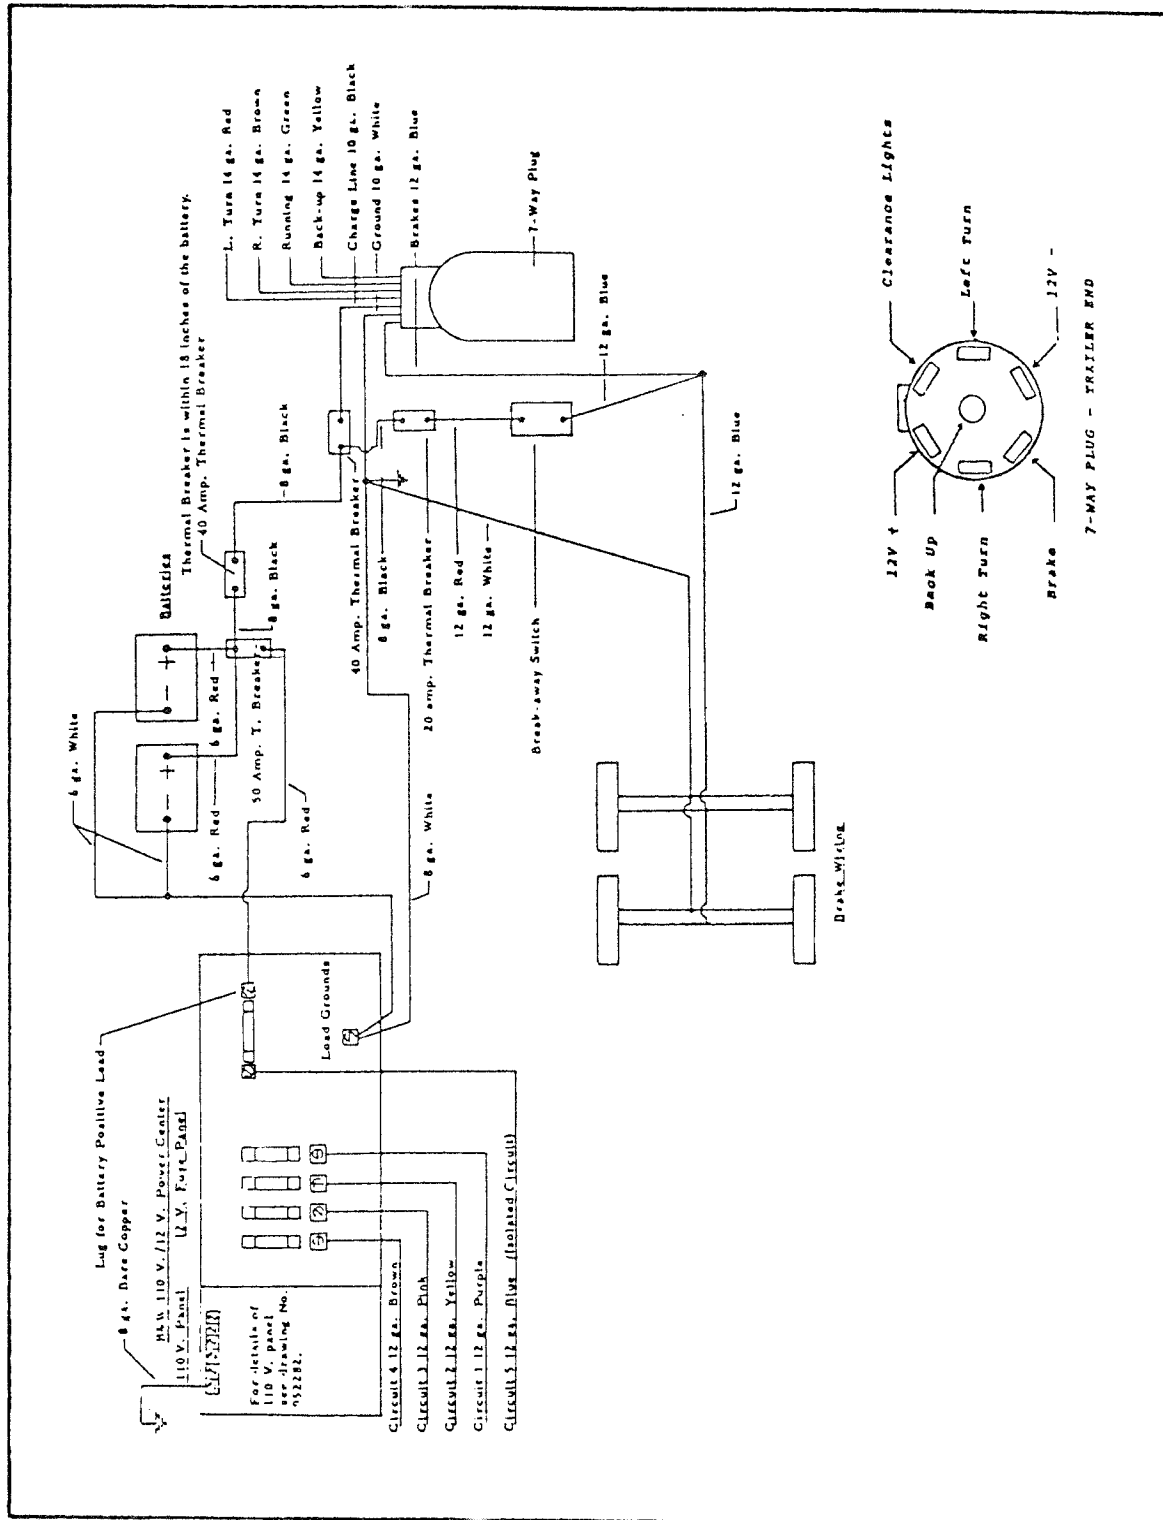 L. Turn 14 ga. Red
R. Turn 14 ga. Brown
Running 14 ga. Green
Back-up 14 ga. Yellow
Charge Line 10 ga. Black
Ground 10 ga. White
Brakes 12 ga. Blue
7-Way Plug
Thermal Breaker is within 18 inches of the battery.
40 Amp. Thermal Breaker
8 ga. Black
Batteries
8 ga. Black
6 ga. White
6 ga. Red
50 Amp. T. Breaker
6 ga. Red
6 ga. Red
40 Amp. Thermal Breaker
8 ga. Black
20 amp. Thermal Breaker
12 ga. Red
12 ga. White
Break-away Switch
12 ga. Blue
12 ga. Blue
8 ga. White
Brake Wiring
Lug for Battery Positive Lead
8 ga. Bare Copper
110 V./12 V. Power Center
110 V. Panel
12 V. Fuse Panel
Load Grounds
For details of
110 V. panel
see drawing No.
952282.
Circuit 4 12 ga. Brown
Circuit 3 12 ga. Pink
Circuit 2 12 ga. Yellow
Circuit 1 12 ga. Purple
Circuit 5 12 ga. Blue (Isolated Circuit)
Clearance Lights
Left Turn
12V -
12V +
Back Up
Right Turn
Brake
7-WAY PLUG - TRAILER END